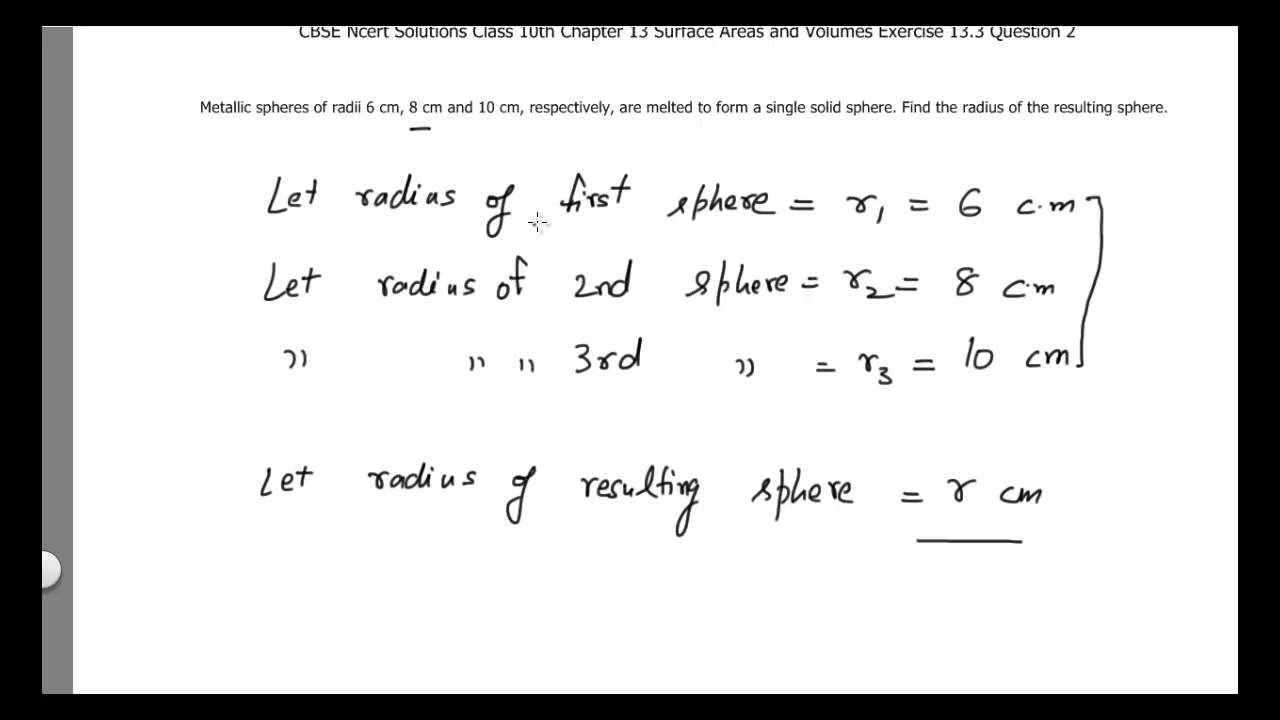 CBSE Ncert Solutions Class 10th Chapter 13 Surface Areas and Volumes Exercise 13.3 Question 2
Metallic spheres of radii 6 cm, 8 cm and 10 cm, respectively, are melted to form a single solid sphere. Find the radius of the resulting sphere.
Let radius of first sphere = r₁ = 6 c.m
Let radius of 2nd sphere = r₂ = 8 c.m
" " " 3rd " = r₃ = 10 cm
Let radius of resulting sphere = r cm